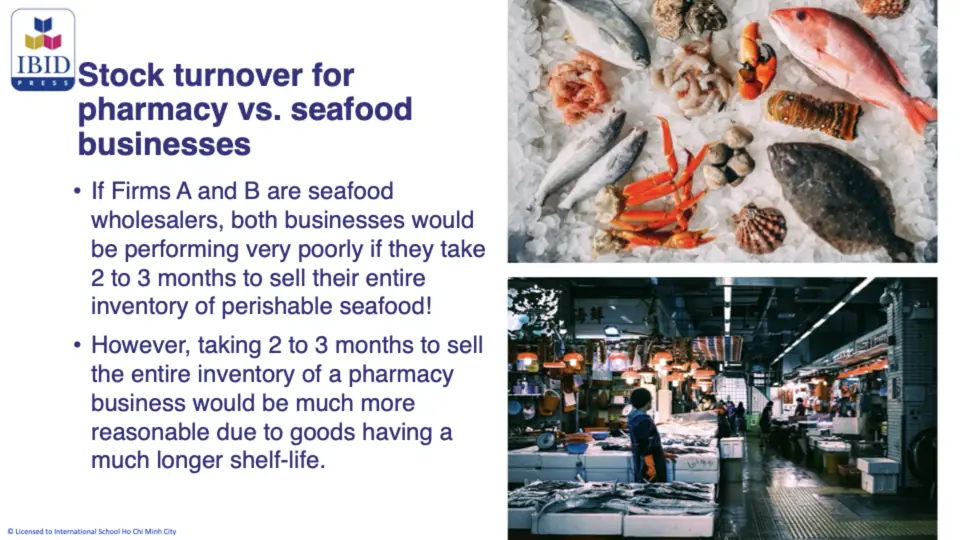 IBID
PRESS
Stock turnover for
pharmacy vs. seafood
businesses
• If Firms A and B are seafood
wholesalers, both businesses would
be performing very poorly if they take
2 to 3 months to sell their entire
inventory of perishable seafood!
• However, taking 2 to 3 months to sell
the entire inventory of a pharmacy
business would be much more
reasonable due to goods having a
much longer shelf-life.
海鮮
© Licensed to International School Ho Chi Minh City